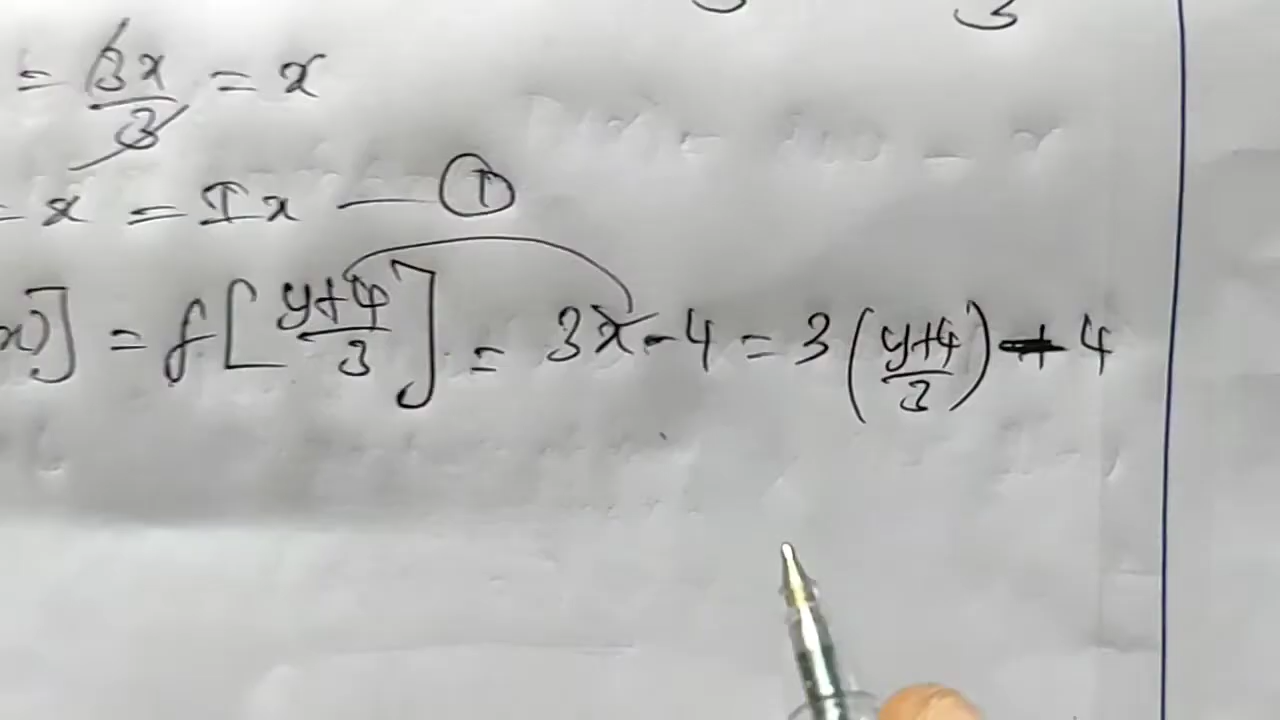 = 3x/3 = x
= x = Ix — ①
x)] = f[(y+4)/3] = 3x - 4 = 3((y+4)/3) - 4